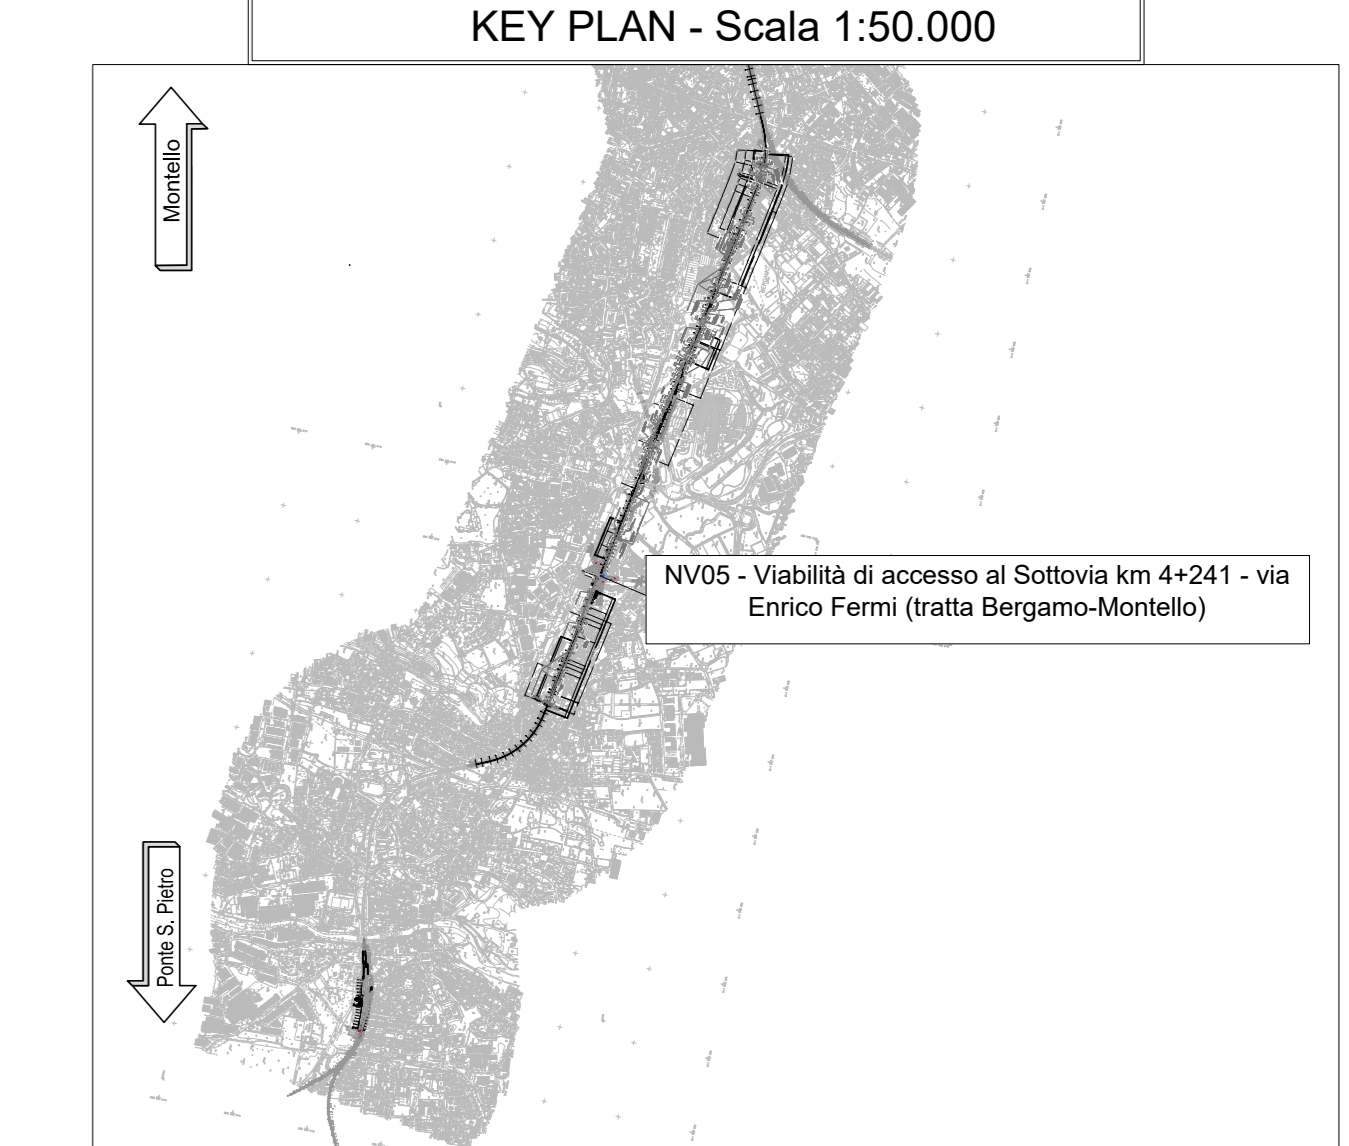 KEY PLAN - Scala 1:50.000
Montello
NV05 - Viabilità di accesso al Sottovia km 4+241 - via
Enrico Fermi (tratta Bergamo-Montello)
Ponte S. Pietro